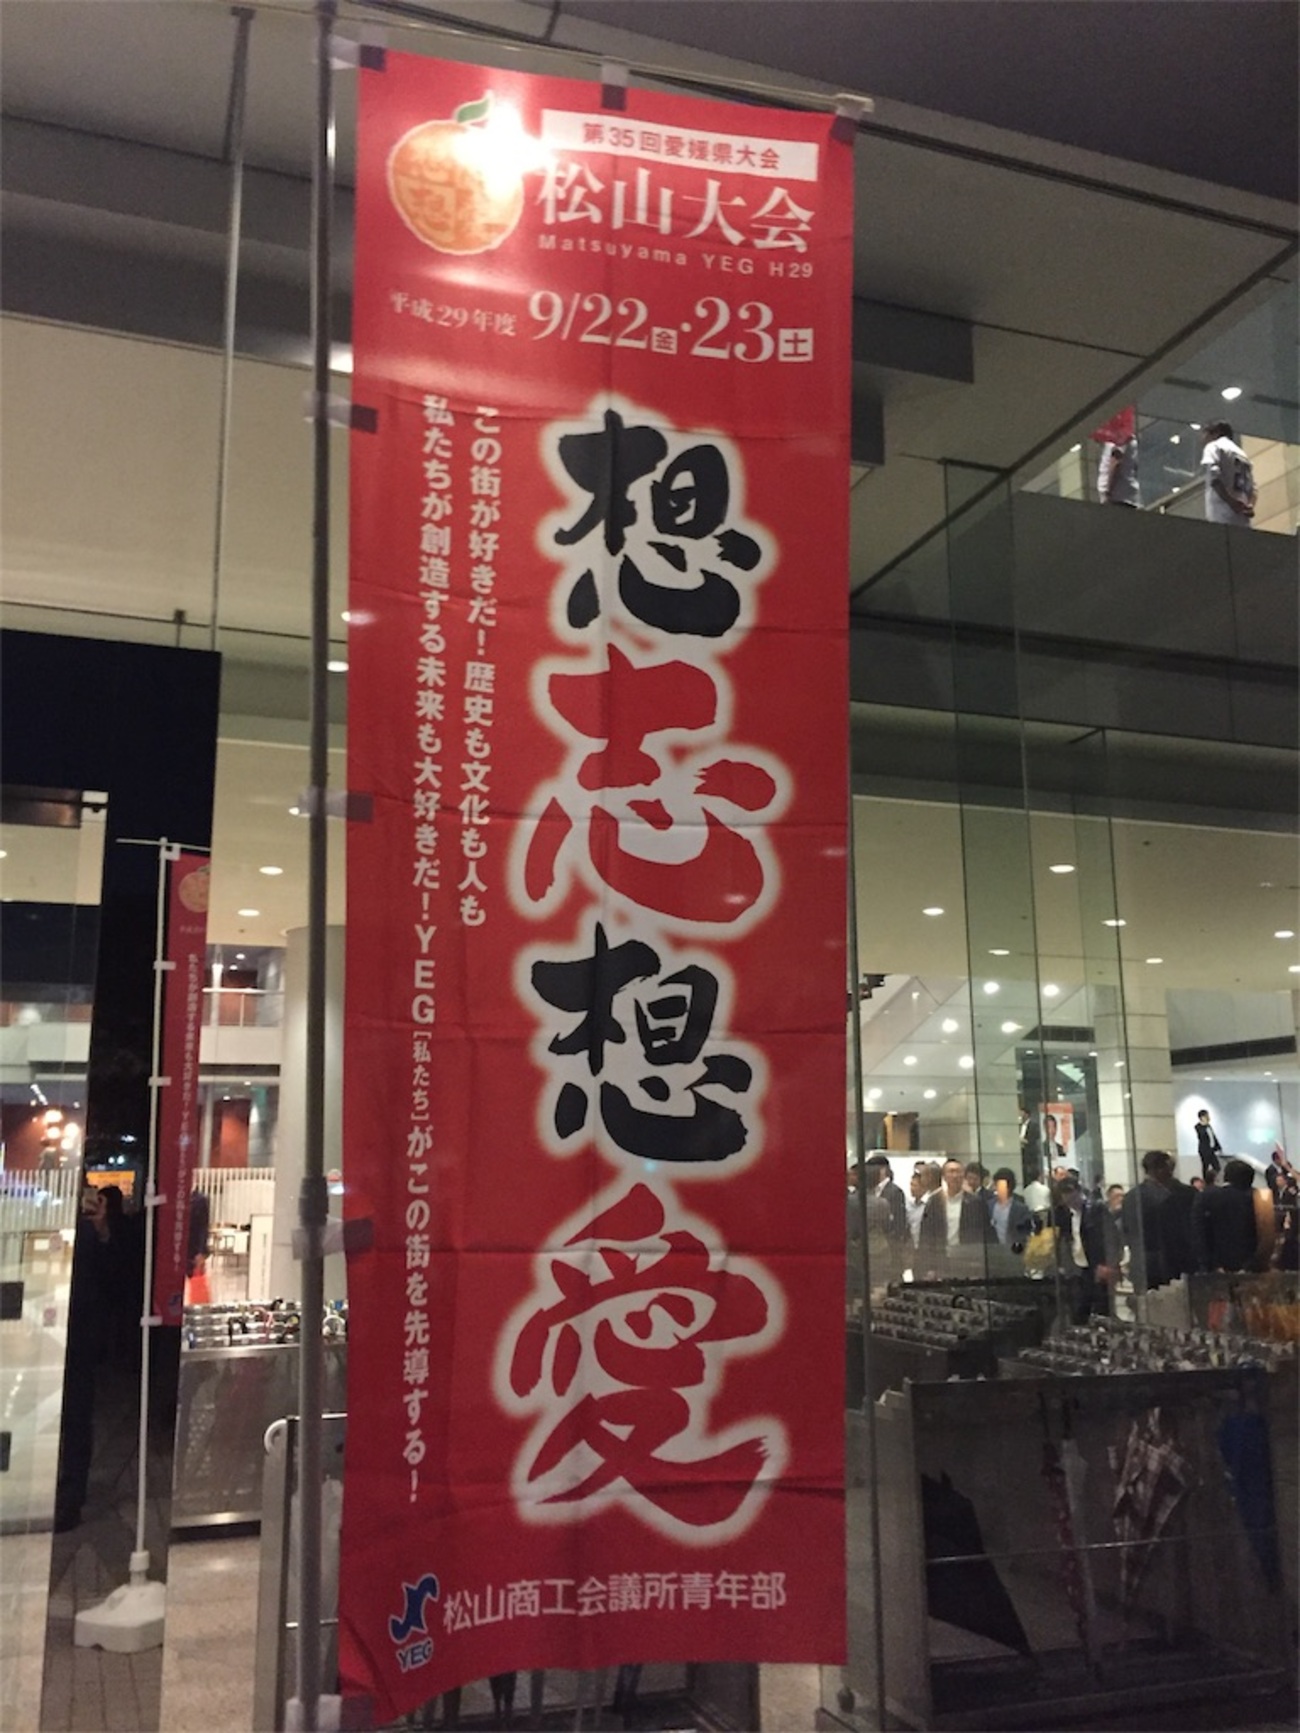 第35回愛媛県大会
松山大会
Matsuyama YEG H29
平成29年度 9/22金・23土
想志想愛
この街が好きだ！歴史も文化も人も
私たちが創造する未来も大好きだ！YEG［私たち］がこの街を先導する！
松山商工会議所青年部
YEG